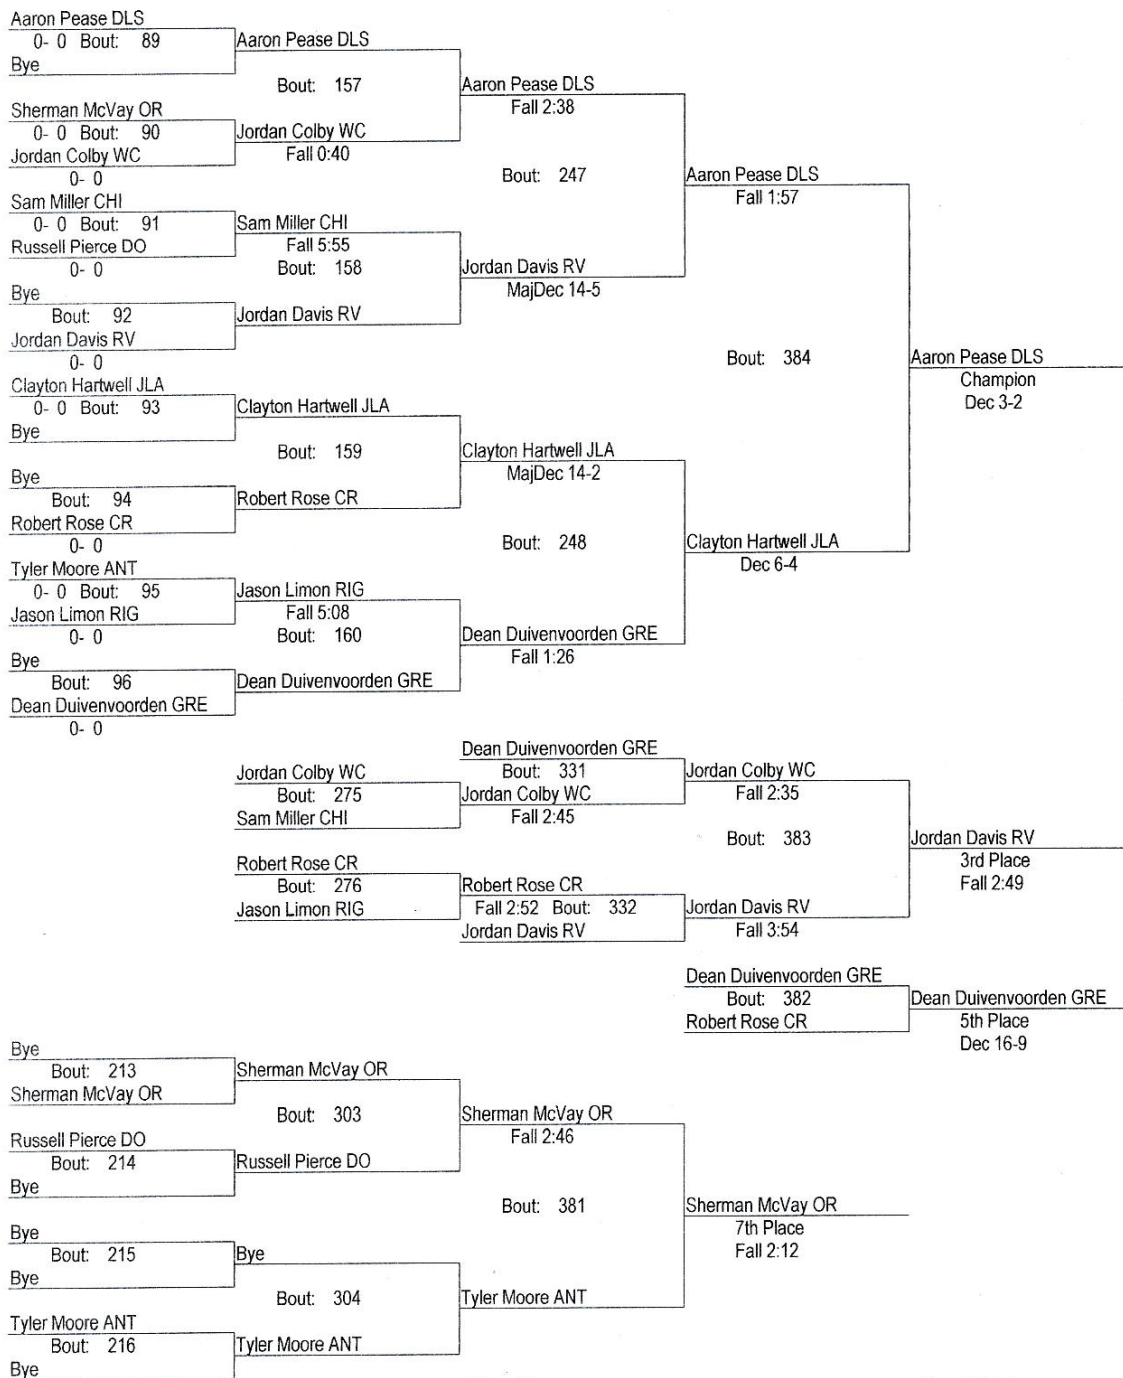 Aaron Pease DLS
0- 0 Bout: 89
Bye
Aaron Pease DLS
Bout: 157
Sherman McVay OR
0- 0 Bout: 90
Jordan Colby WC
0- 0
Jordan Colby WC
Fall 0:40
Aaron Pease DLS
Fall 2:38
Bout: 247
Sam Miller CHI
0- 0 Bout: 91
Russell Pierce DO
0- 0
Sam Miller CHI
Fall 5:55
Bout: 158
Bye
Bout: 92
Jordan Davis RV
0- 0
Jordan Davis RV
Jordan Davis RV
MajDec 14-5
Aaron Pease DLS
Fall 1:57
Bout: 384
Aaron Pease DLS
Champion
Dec 3-2
Clayton Hartwell JLA
0- 0 Bout: 93
Bye
Clayton Hartwell JLA
Bout: 159
Bye
Bout: 94
Robert Rose CR
0- 0
Robert Rose CR
Clayton Hartwell JLA
MajDec 14-2
Bout: 248
Clayton Hartwell JLA
Dec 6-4
Tyler Moore ANT
0- 0 Bout: 95
Jason Limon RIG
0- 0
Jason Limon RIG
Fall 5:08
Bout: 160
Bye
Bout: 96
Dean Duivenvoorden GRE
0- 0
Dean Duivenvoorden GRE
Dean Duivenvoorden GRE
Fall 1:26
Dean Duivenvoorden GRE
Bout: 331
Jordan Colby WC
Bout: 275
Sam Miller CHI
Jordan Colby WC
Fall 2:45
Jordan Colby WC
Fall 2:35
Bout: 383
Jordan Davis RV
3rd Place
Fall 2:49
Robert Rose CR
Bout: 276
Jason Limon RIG
Robert Rose CR
Fall 2:52 Bout: 332
Jordan Davis RV
Jordan Davis RV
Fall 3:54
Dean Duivenvoorden GRE
Bout: 382
Robert Rose CR
Dean Duivenvoorden GRE
5th Place
Dec 16-9
Bye
Bout: 213
Sherman McVay OR
Sherman McVay OR
Bout: 303
Russell Pierce DO
Bout: 214
Bye
Russell Pierce DO
Sherman McVay OR
Fall 2:46
Bout: 381
Sherman McVay OR
7th Place
Fall 2:12
Bye
Bout: 215
Bye
Bye
Bout: 304
Tyler Moore ANT
Tyler Moore ANT
Bout: 216
Bye
Tyler Moore ANT